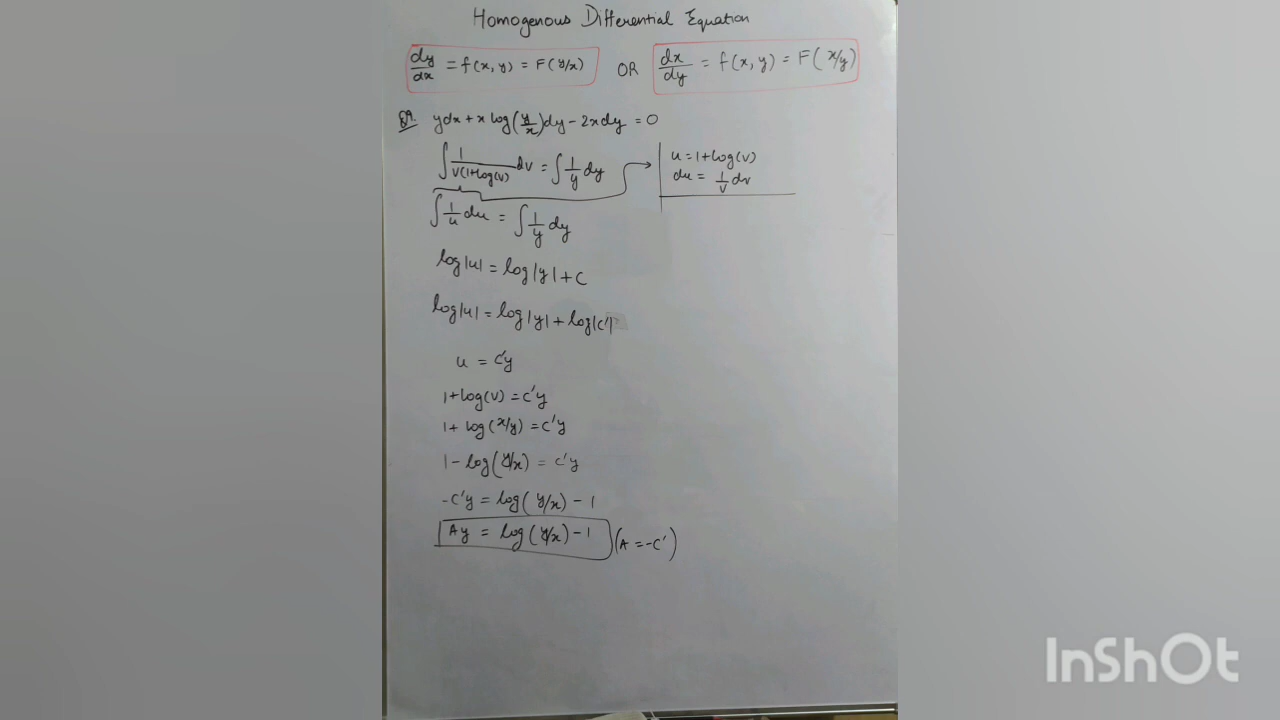 Homogenous Differential Equation
dy/dx = f(x, y) = F(y/x) OR dx/dy = f(x, y) = F(x/y)
Q9. ydx + x log(y/x)dy - 2xdy = 0
∫ 1/v(1+log(v)) dv = ∫ 1/y dy
u = 1+log(v)
du = 1/v dv
∫ 1/u du = ∫ 1/y dy
log|u| = log|y| + C
log|u| = log|y| + log|c'|
u = c'y
1+log(v) = c'y
1+ log(x/y) = c'y
1- log(y/x) = c'y
-c'y = log(y/x) - 1
Ay = log(y/x) - 1 (A = -c')
InShOt